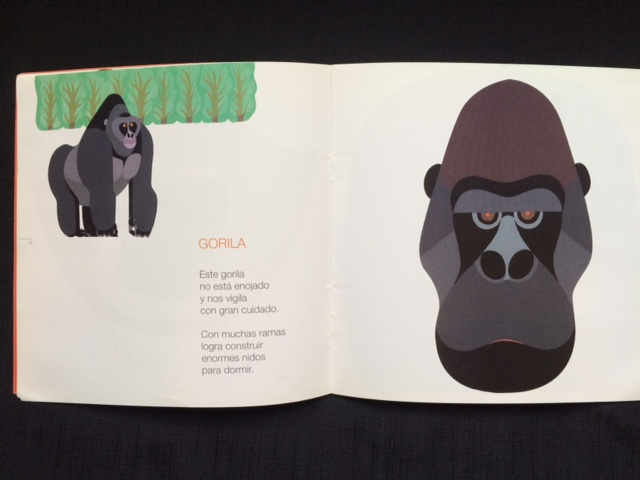 GORILA
Este gorila
no está enojado
y nos vigila
con gran cuidado.
Con muchas ramas
logra construir
enormes nidos
para dormir.